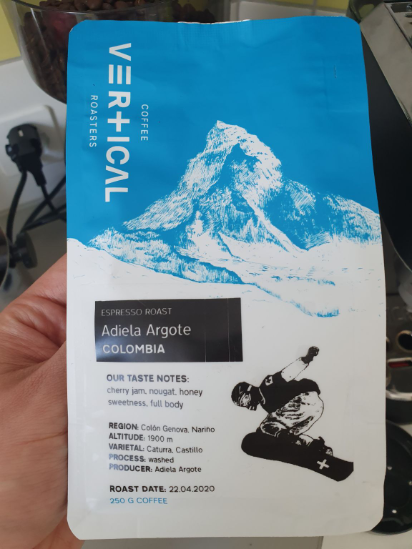 VERTICAL
COFFEE
ROASTERS
ESPRESSO ROAST
Adiela Argote
COLOMBIA
OUR TASTE NOTES:
cherry jam, nougat, honey
sweetness, full body
REGION: Colón Genova, Nariño
ALTITUDE: 1900 m
VARIETAL: Caturra, Castillo
PROCESS: washed
PRODUCER: Adiela Argote
ROAST DATE: 22.04.2020
250 G COFFEE